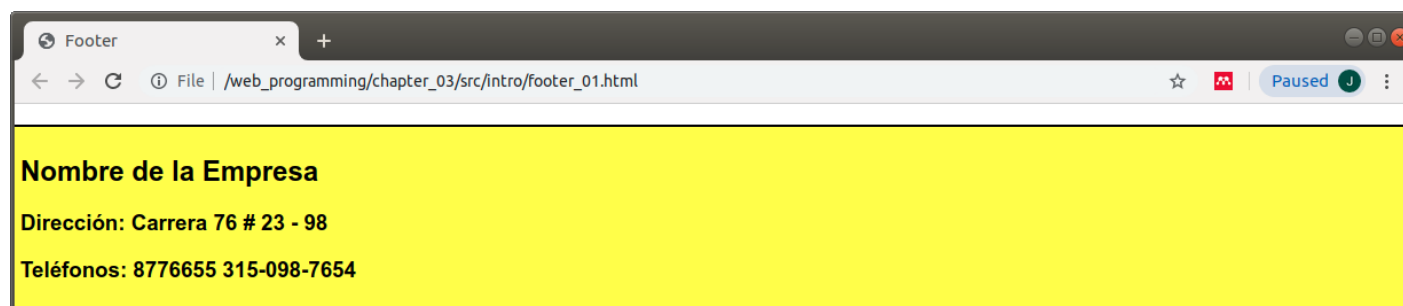 Footer
File | /web_programming/chapter_03/src/intro/footer_01.html Paused J
Nombre de la Empresa
Dirección: Carrera 76 # 23 - 98
Teléfonos: 8776655 315-098-7654